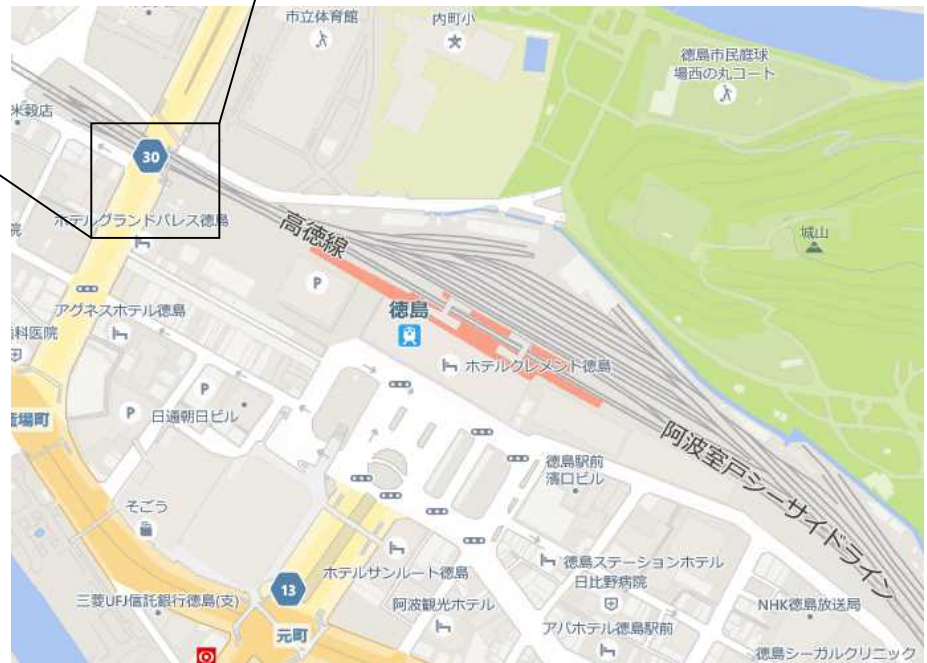 市立体育館
内町小
徳島市民庭球
場西の丸コート
米穀店
30
ホテルグランドパレス徳島
院
高徳線
城山
P
徳島
アグネスホテル徳島
歯科医院
ホテルクレメント徳島
P
P
日通朝日ビル
蔵場町
阿波室戸シーサイドライン
徳島駅前
濱口ビル
そごう
徳島ステーションホテル
ホテルサンルート徳島
日比野病院
13
三菱UFJ信託銀行徳島(支)
阿波観光ホテル
NHK徳島放送局
元町
アパホテル徳島駅前
徳島シーガルクリニック